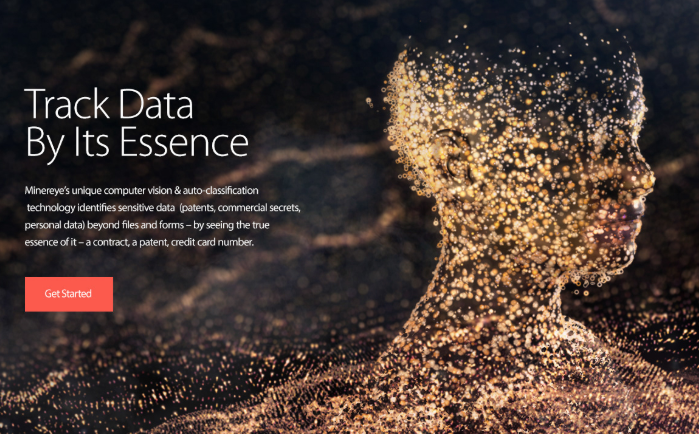 Track Data
By Its Essence
Minereye's unique computer vision & auto-classification
technology identifies sensitive data (patents, commercial secrets,
personal data) beyond files and forms – by seeing the true
essence of it – a contract, a patent, credit card number.
Get Started